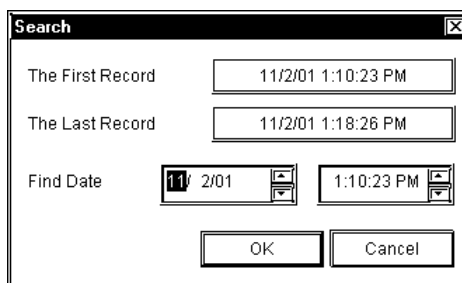 Search
The First Record 11/2/01 1:10:23 PM
The Last Record 11/2/01 1:18:26 PM
Find Date 11/ 2/01 1:10:23 PM
OK Cancel